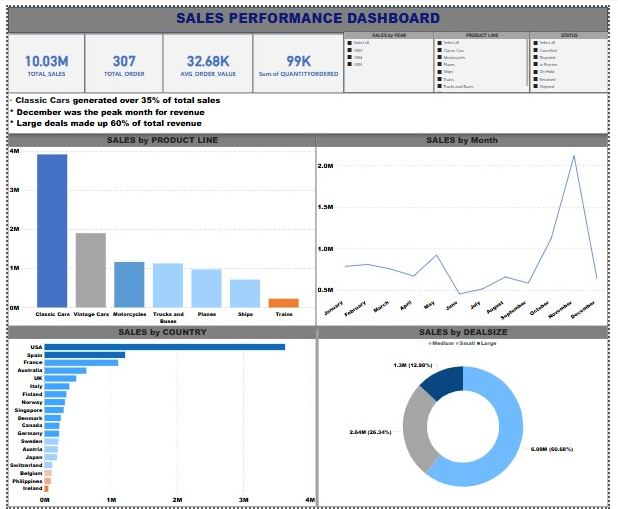 SALES PERFORMANCE DASHBOARD
10.03M
TOTAL_SALES
307
TOTAL_ORDER
32.68K
AVG_ORDER_VALUE
99K
Sum of QUANTITYORDERED
SALES by YEAR
Select all
2003
2004
2005
PRODUCT LINE
Select all
Classic Cars
Motorcycles
Planes
Ships
Trains
Trucks and Buses
STATUS
Select all
Cancelled
Disputed
In Process
On Hold
Resolved
Shipped
· Classic Cars generated over 35% of total sales
* December was the peak month for revenue
* Large deals made up 60% of total revenue
SALES by PRODUCT LINE
4M
3M
2M
1M
0M
Classic Cars
Vintage Cars
Motorcycles
Trucks and
Buses
Planes
Ships
Trains
SALES by Month
2.0M
1.5M
1.0M
0.5M
January
February
March
April
May
June
July
August
September
October
November
December
SALES by COUNTRY
USA
Spain
France
Australia
UK
Italy
Finland
Norway
Singapore
Denmark
Canada
Germany
Sweden
Austria
Japan
Switzerland
Belgium
Philippines
Ireland
0M
1M
2M
3M
4M
SALES by DEALSIZE
Medium
Small
Large
1.3M (12.98%)
2.64M (26.34%)
6.09M (60.68%)